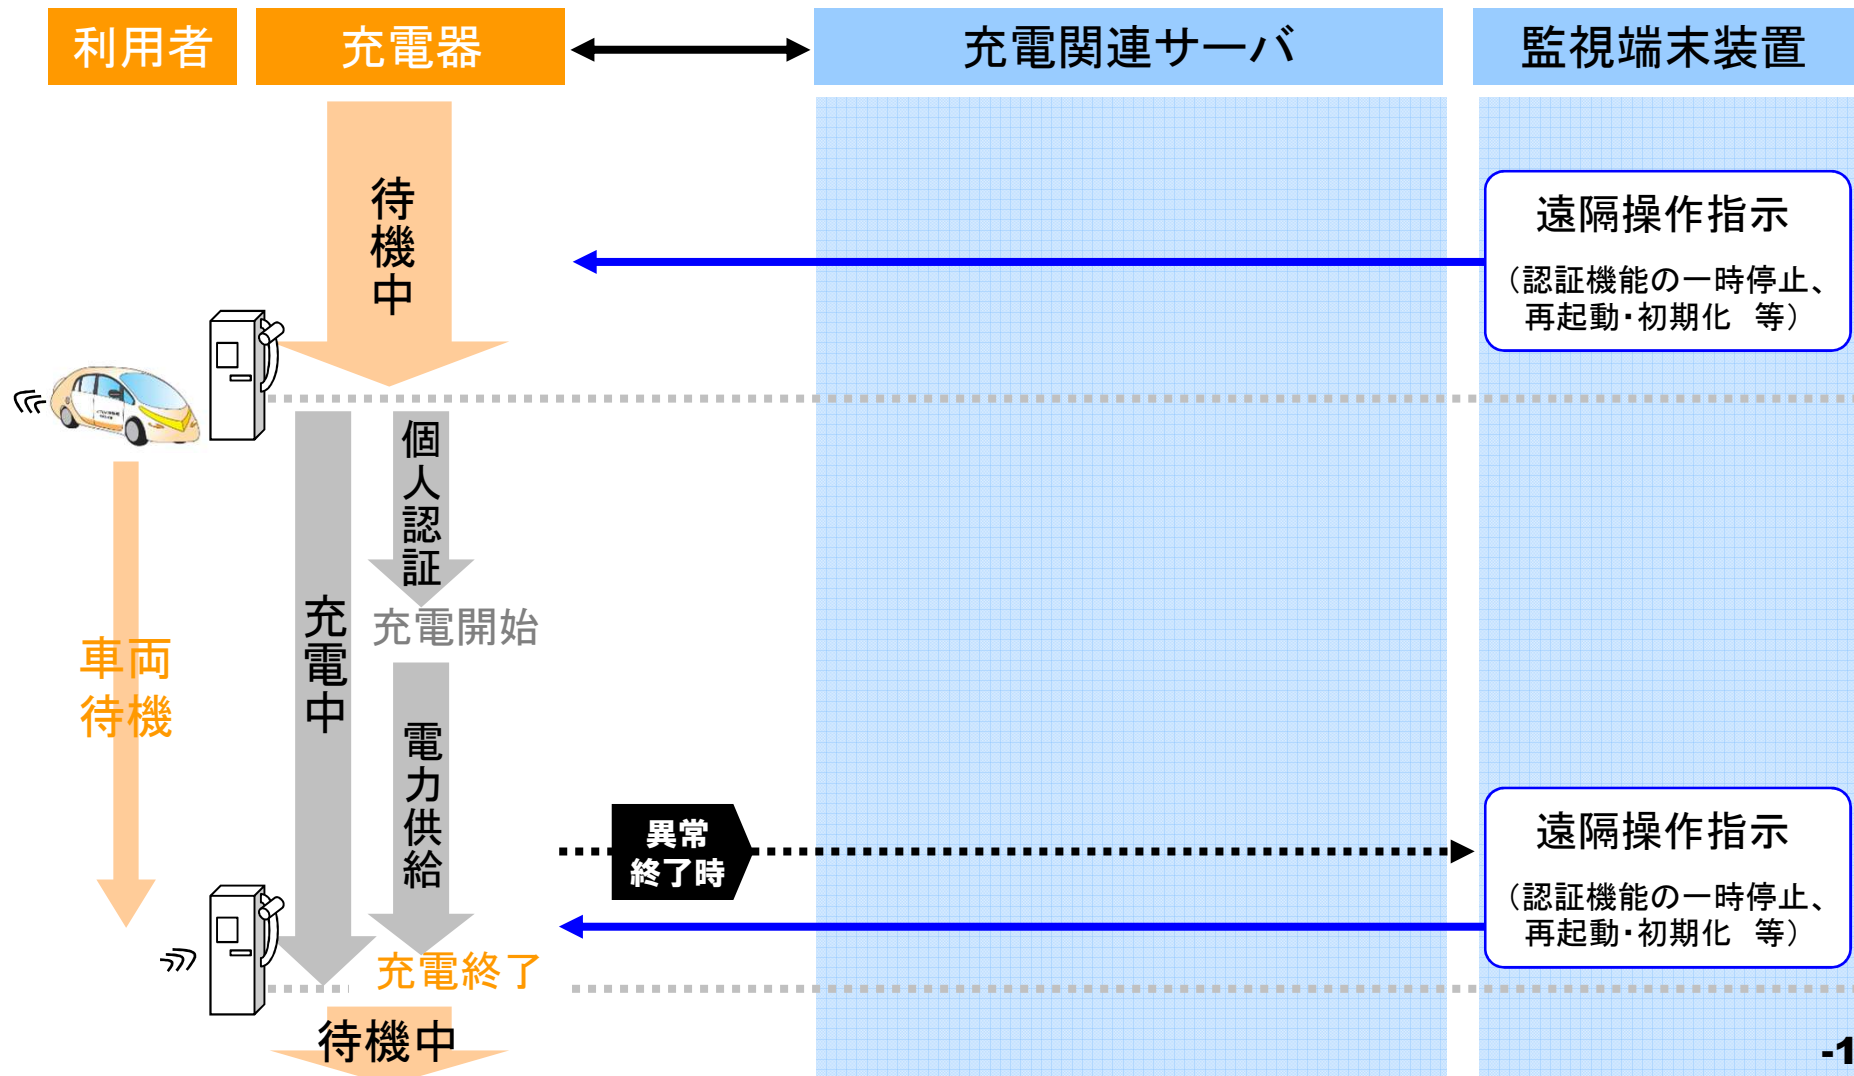 利用者
充電器
充電関連サーバ
監視端末装置
待機中
遠隔操作指示
（認証機能の一時停止、
再起動・初期化　等）
個人認証
充電開始
充電中
車両
待機
電力供給
異常
終了時
遠隔操作指示
（認証機能の一時停止、
再起動・初期化　等）
充電終了
待機中
-1